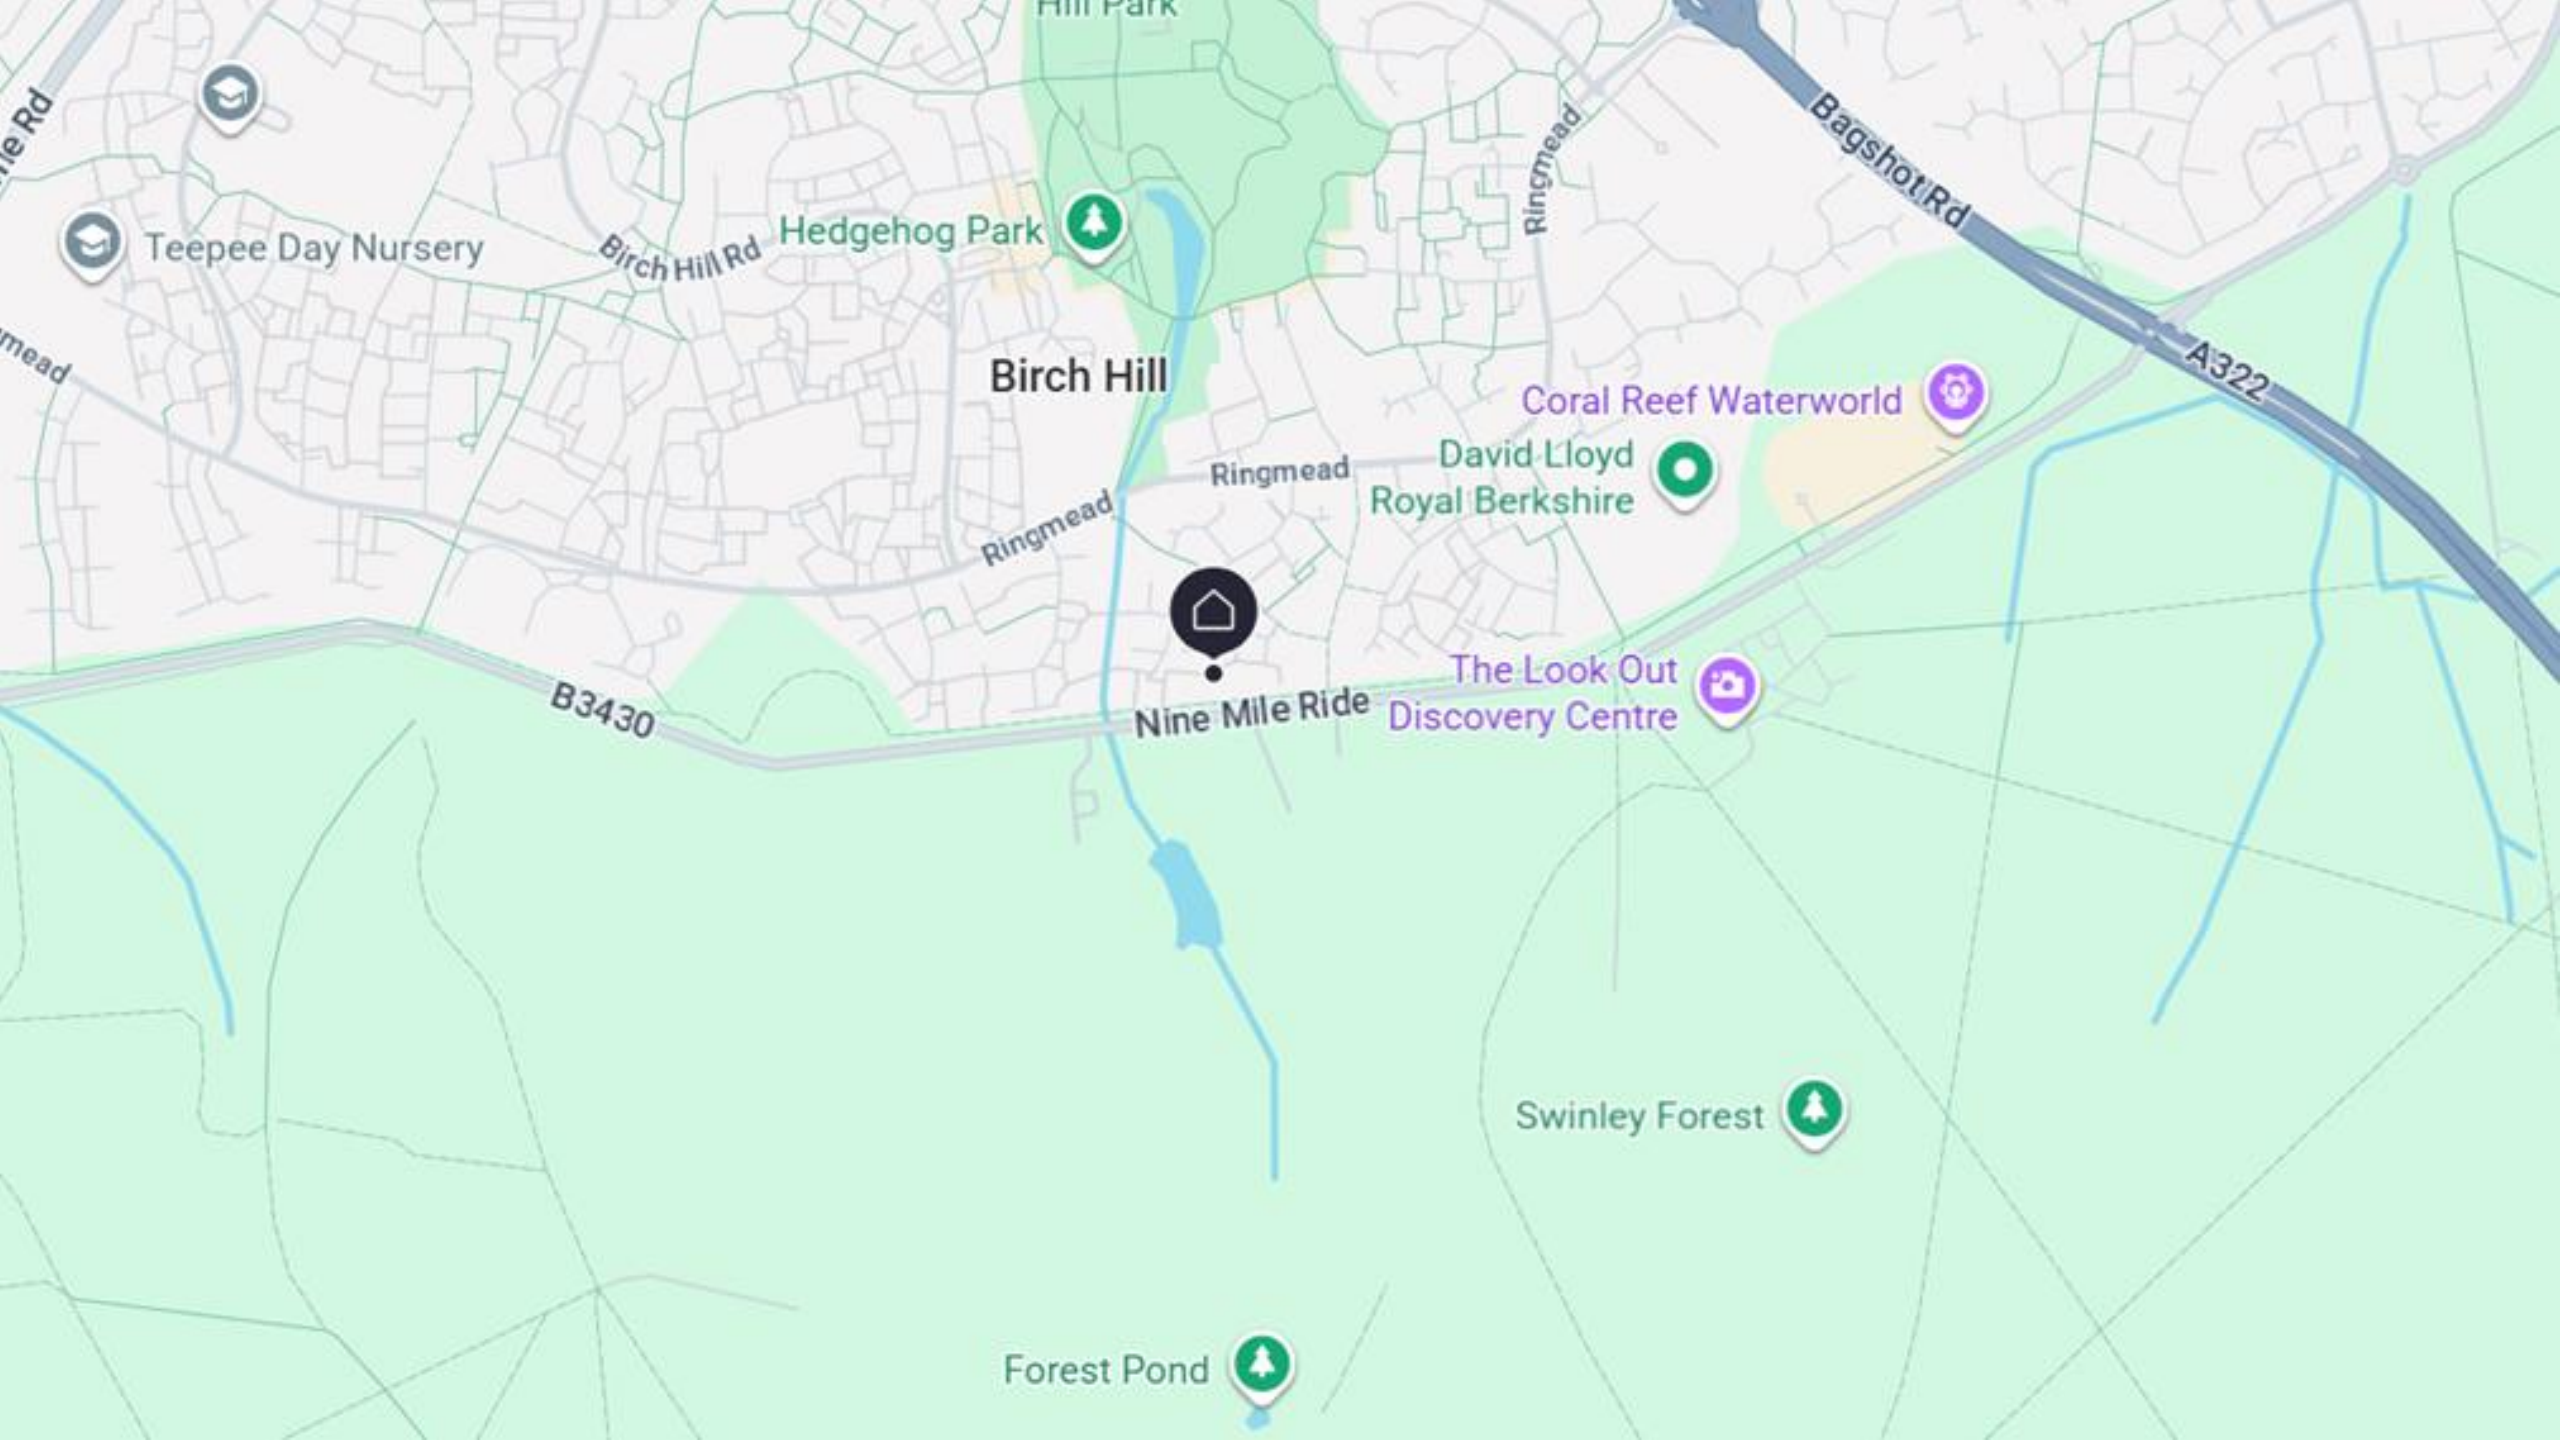 Hill Park
Bagshot Rd
Ringmead
Hedgehog Park
Teepee Day Nursery
Birch Hill Rd
Birch Hill
A322
Coral Reef Waterworld
David Lloyd
Royal Berkshire
Ringmead
Ringmead
B3430
Nine Mile Ride
The Look Out
Discovery Centre
Swinley Forest
Forest Pond